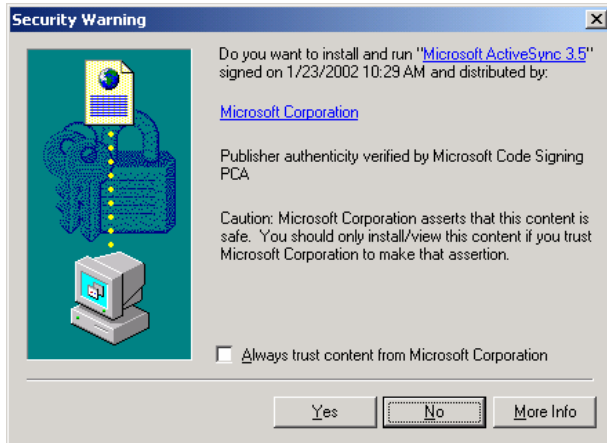 Security Warning
Do you want to install and run "Microsoft ActiveSync 3.5"
signed on 1/23/2002 10:29 AM and distributed by:
Microsoft Corporation
Publisher authenticity verified by Microsoft Code Signing
PCA
Caution: Microsoft Corporation asserts that this content is
safe. You should only install/view this content if you trust
Microsoft Corporation to make that assertion.
Always trust content from Microsoft Corporation
Yes No More Info